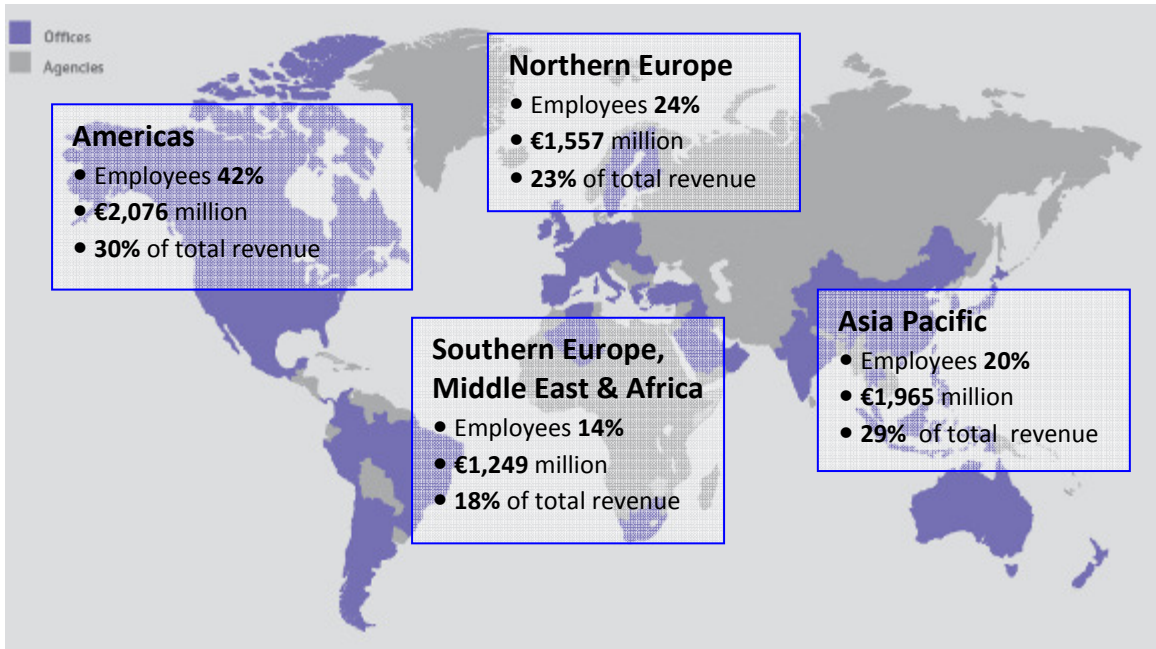 Offices
Agencies
Northern Europe
• Employees 24%
• €1,557 million
• 23% of total revenue
Americas
• Employees 42%
• €2,076 million
• 30% of total revenue
Southern Europe,
Middle East & Africa
• Employees 14%
• €1,249 million
• 18% of total revenue
Asia Pacific
• Employees 20%
• €1,965 million
• 29% of total revenue